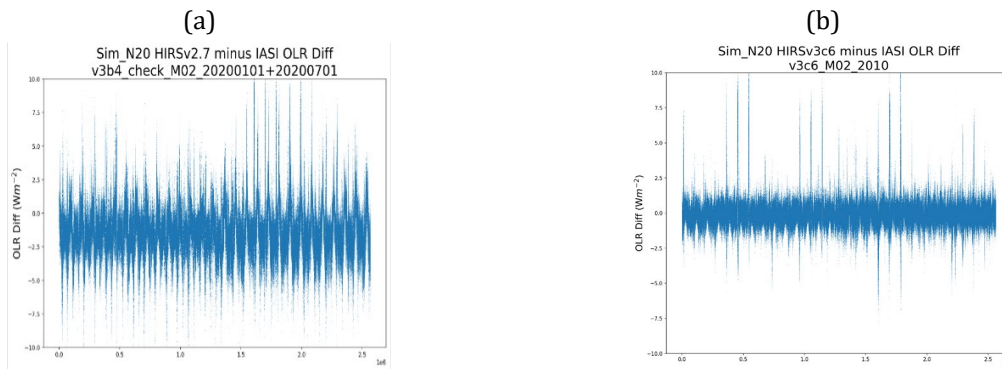 (a)
(b)
Sim_N20 HIRSv2.7 minus IASI OLR Diff
v3b4_check_M02_20200101+20200701
Sim_N20 HIRSv3c6 minus IASI OLR Diff
v3c6_M02_2010
OLR Diff (Wm⁻²)
10.0
7.5
5.0
2.5
0.0
−2.5
−5.0
−7.5
−10.0
0.0 0.5 1.0 1.5 2.0 2.5
1e6
OLR Diff (Wm⁻²)
10.0
7.5
5.0
2.5
0.0
−2.5
−5.0
−7.5
−10.0
0.0 0.5 1.0 1.5 2.0 2.5